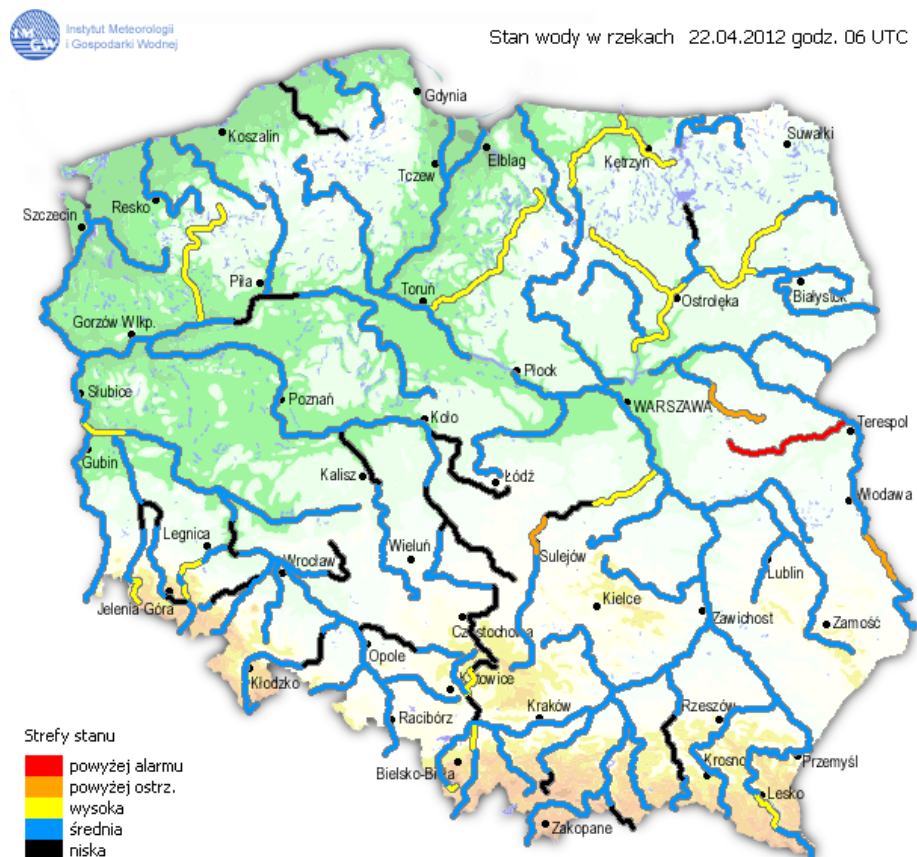 IMGW
Instytut Meteorologii
i Gospodarki Wodnej
Stan wody w rzekach 22.04.2012 godz. 06 UTC
Gdynia
Koszalin
Suwałki
Elbląg
Kętrzyn
Tczew
Resko
Szczecin
Piła
Toruń
Ostrołęka
Białystok
Gorzów Wlkp.
Płock
Słubice
Poznań
Koło
WARSZAWA
Terespol
Gubin
Kalisz
Łódź
Włodawa
Legnica
Wrocław
Wieluń
Sulejów
Lublin
Jelenia Góra
Kielce
Zawichost
Zamość
Częstochowa
Opole
Kłodzko
Katowice
Racibórz
Kraków
Rzeszów
Bielsko-Biała
Krosno
Przemyśl
Lesko
Zakopane
Strefy stanu
powyżej alarmu
powyżej ostrz.
wysoka
średnia
niska